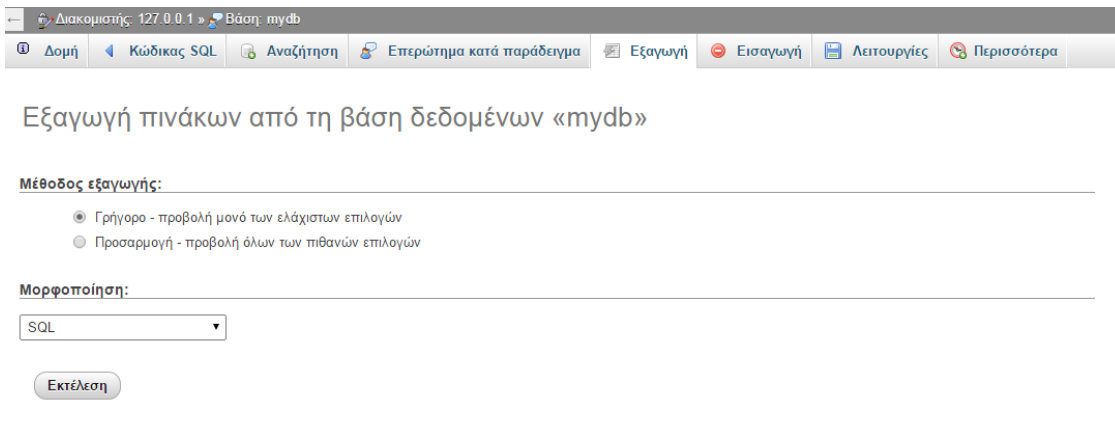 ← Διακομιστής: 127.0.0.1 » Βάση: mydb
Δομή Κώδικας SQL Αναζήτηση Επερώτημα κατά παράδειγμα Εξαγωγή Εισαγωγή Λειτουργίες Περισσότερα
Εξαγωγή πινάκων από τη βάση δεδομένων «mydb»
Μέθοδος εξαγωγής:
Γρήγορο - προβολή μονό των ελάχιστων επιλογών
Προσαρμογή - προβολή όλων των πιθανών επιλογών
Μορφοποίηση:
SQL
Εκτέλεση